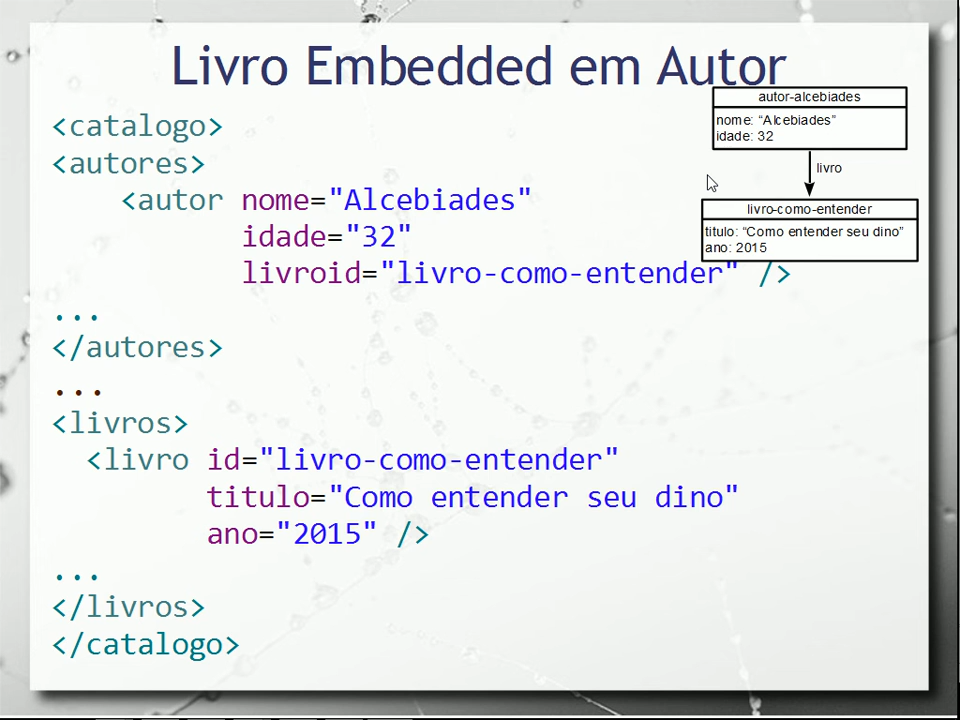 Livro Embedded em Autor
<catalogo>
<autores>
<autor nome="Alcebiades"
idade="32"
livroid="livro-como-entender" />
...
</autores>
...
<livros>
<livro id="livro-como-entender"
titulo="Como entender seu dino"
ano="2015" />
...
</livros>
</catalogo>
autor-alcebiades
nome: “Alcebiades”
idade: 32
livro
livro-como-entender
titulo: “Como entender seu dino”
ano: 2015